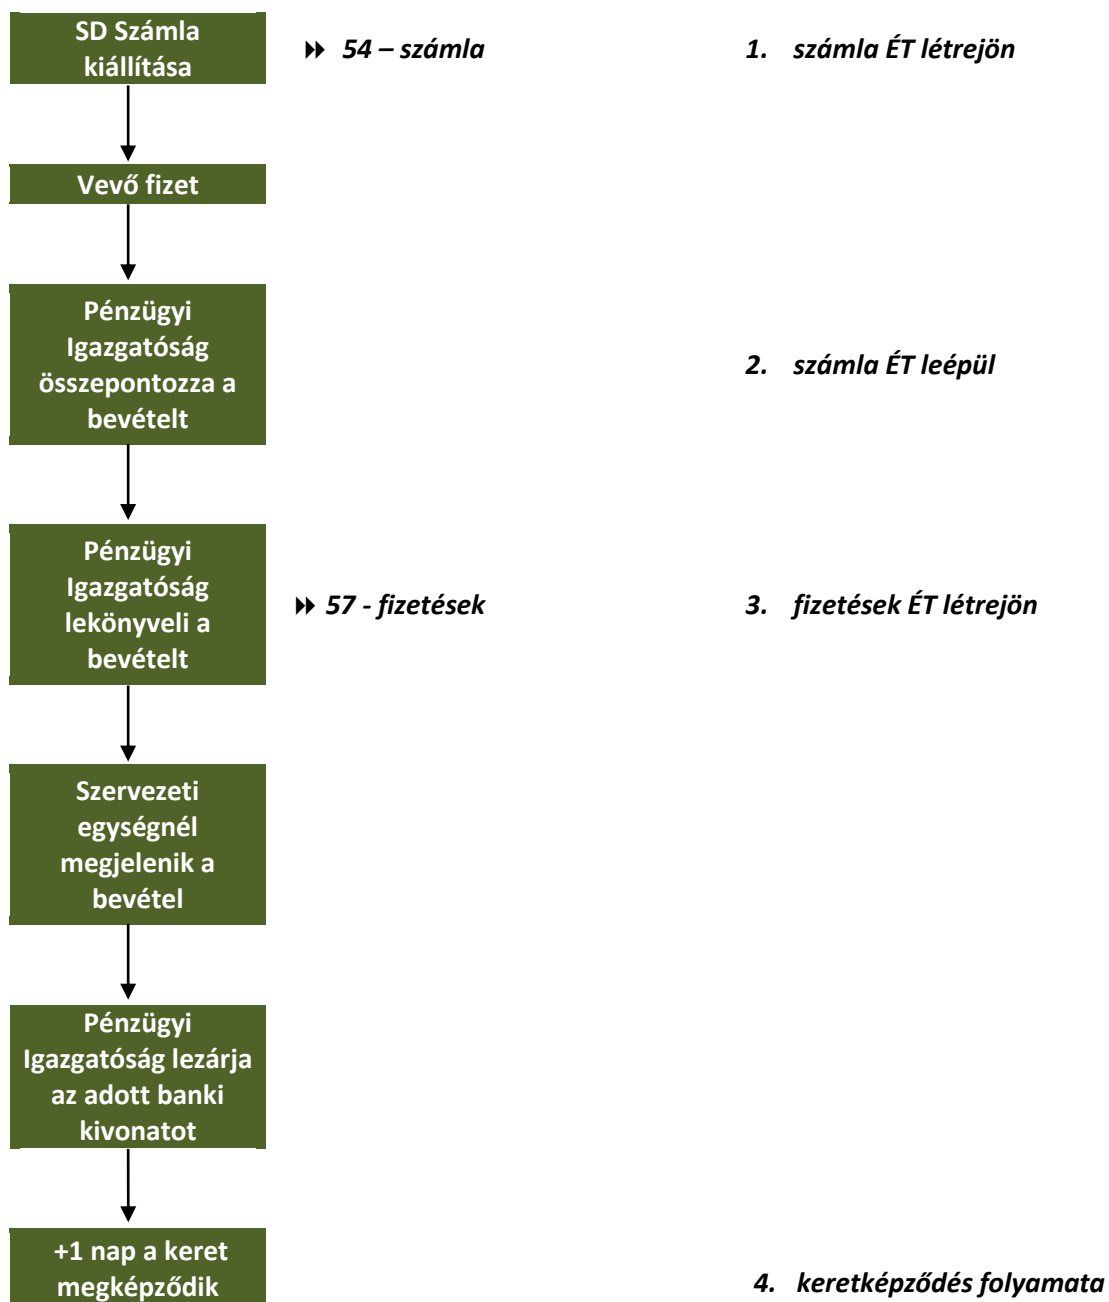 SD Számla
kiállítása
54 – számla
1. számla ÉT létrejön
Vevő fizet
Pénzügyi
Igazgatóság
összepontozza a
bevételt
2. számla ÉT leépül
Pénzügyi
Igazgatóság
lekönyveli a
bevételt
57 - fizetések
3. fizetések ÉT létrejön
Szervezeti
egységnél
megjelenik a
bevétel
Pénzügyi
Igazgatóság lezárja
az adott banki
kivonatot
+1 nap a keret
megképződik
4. keretképződés folyamata